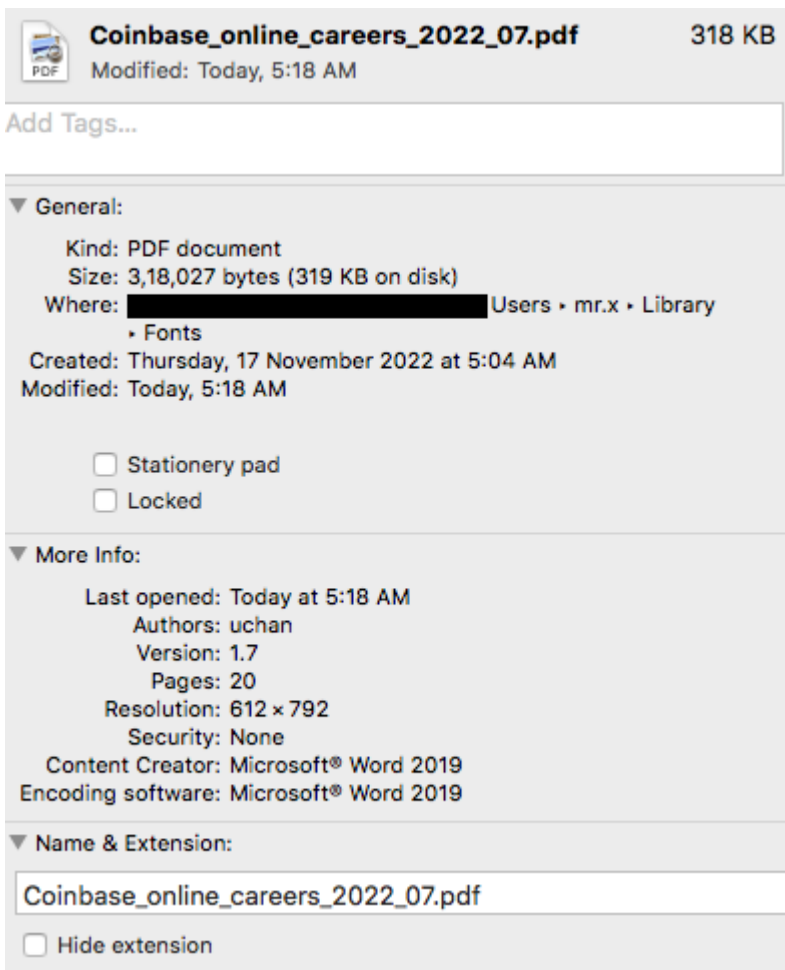 Coinbase_online_careers_2022_07.pdf 318 KB
PDF
Modified: Today, 5:18 AM
Add Tags...
▼ General:
Kind: PDF document
Size: 3,18,027 bytes (319 KB on disk)
Where: Users ▸ mr.x ▸ Library
▸ Fonts
Created: Thursday, 17 November 2022 at 5:04 AM
Modified: Today, 5:18 AM
Stationery pad
Locked
▼ More Info:
Last opened: Today at 5:18 AM
Authors: uchan
Version: 1.7
Pages: 20
Resolution: 612 × 792
Security: None
Content Creator: Microsoft® Word 2019
Encoding software: Microsoft® Word 2019
▼ Name & Extension:
Coinbase_online_careers_2022_07.pdf
Hide extension